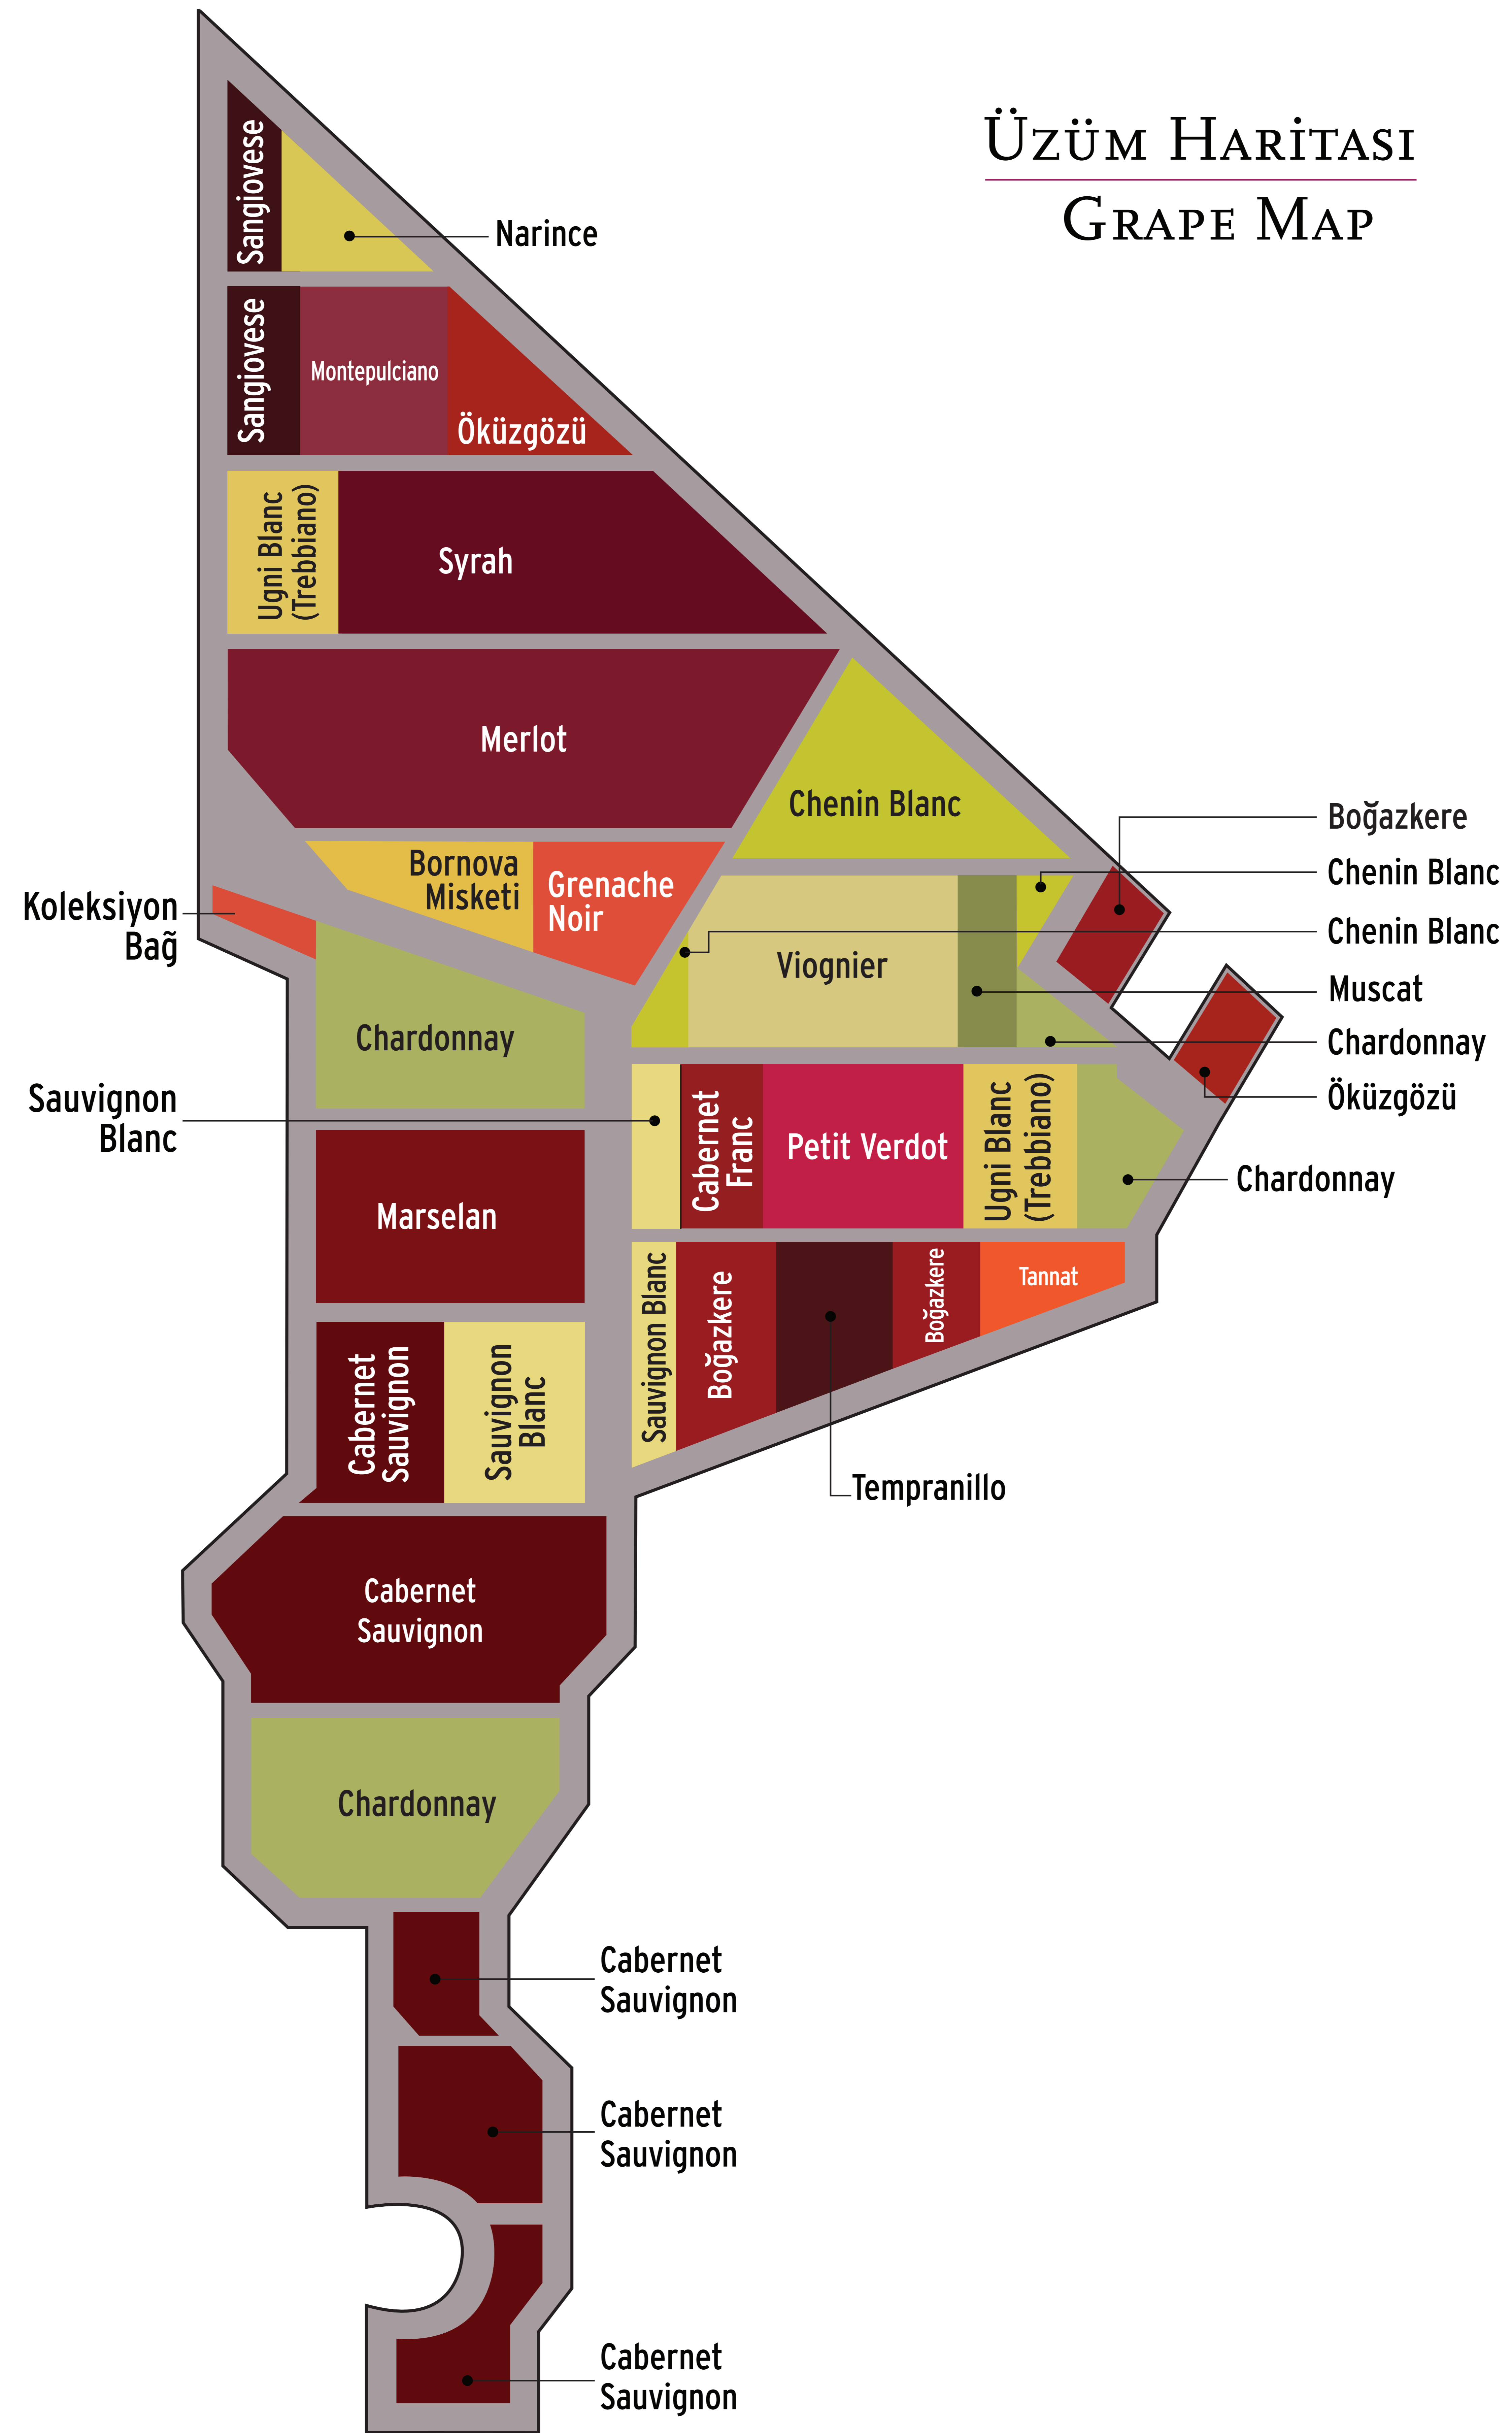 ÜZÜM HARİTASI
GRAPE MAP
Sangiovese
Narince
Sangiovese
Montepulciano
Öküzgözü
Ugni Blanc
(Trebbiano)
Syrah
Merlot
Chenin Blanc
Boğazkere
Bornova
Misketi
Grenache
Noir
Chenin Blanc
Koleksiyon
Bağ
Chenin Blanc
Viognier
Muscat
Chardonnay
Chardonnay
Öküzgözü
Sauvignon
Blanc
Cabernet
Franc
Petit Verdot
Ugni Blanc
(Trebbiano)
Chardonnay
Marselan
Sauvignon Blanc
Boğazkere
Boğazkere
Tannat
Cabernet
Sauvignon
Sauvignon
Blanc
Tempranillo
Cabernet
Sauvignon
Chardonnay
Cabernet
Sauvignon
Cabernet
Sauvignon
Cabernet
Sauvignon